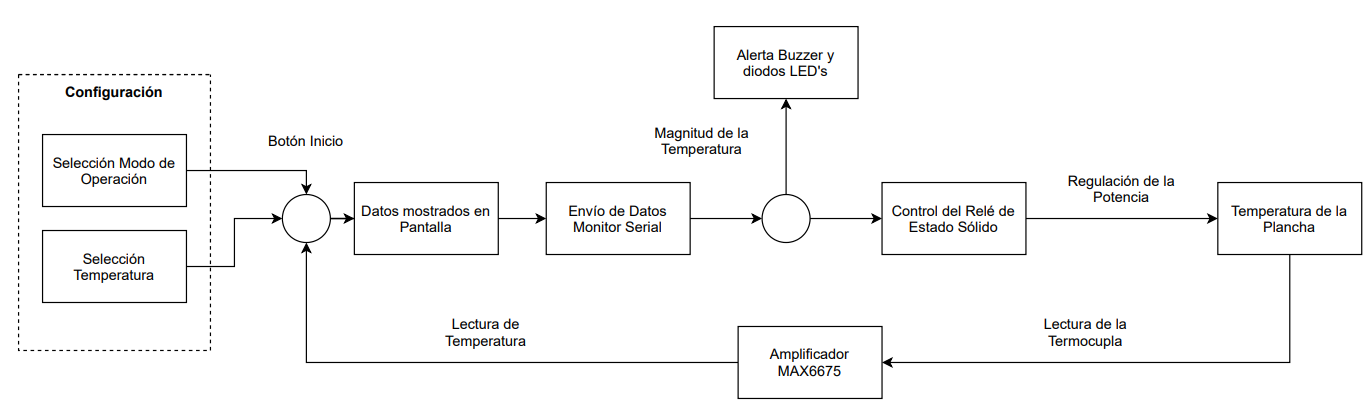 Configuración
Selección Modo de
Operación
Selección
Temperatura
Botón Inicio
Datos mostrados en
Pantalla
Envío de Datos
Monitor Serial
Magnitud de la
Temperatura
Alerta Buzzer y
diodos LED's
Control del Relé de
Estado Sólido
Regulación de la
Potencia
Temperatura de la
Plancha
Lectura de la
Termocupla
Amplificador
MAX6675
Lectura de
Temperatura